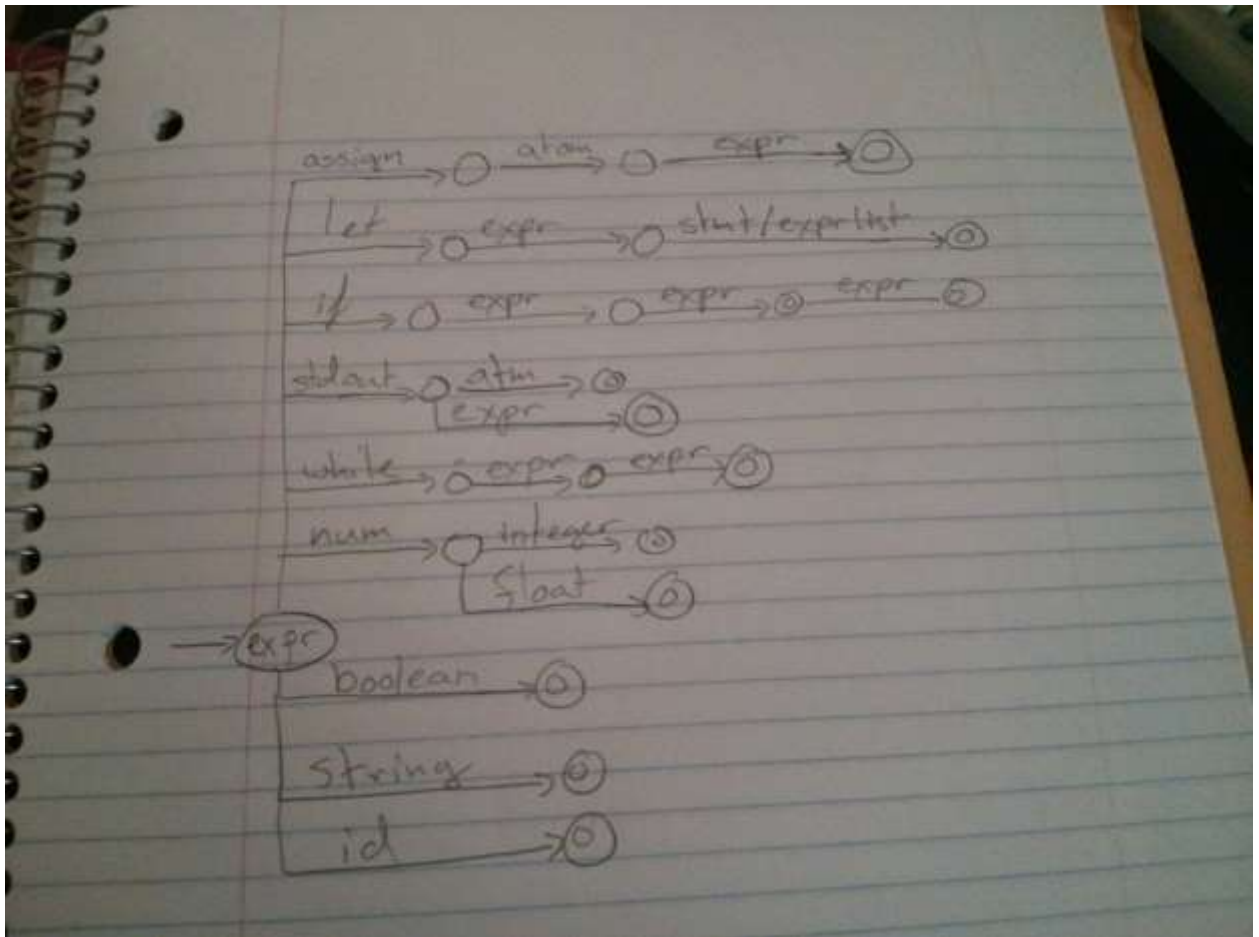 assign atom expr
let expr stmt/exprlist
if expr expr expr
stdout atm
expr
while expr expr
num integer
float
expr
boolean
string
id